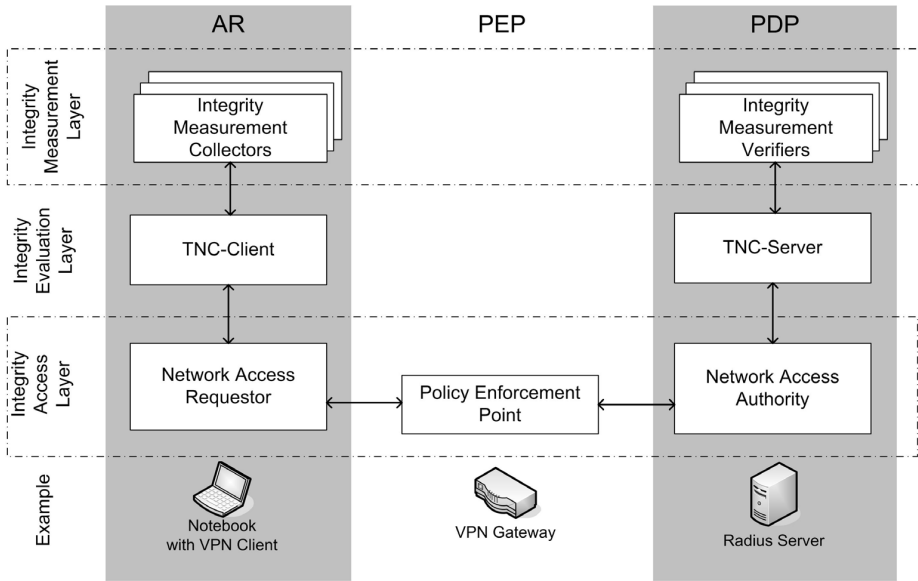 AR
PEP
PDP
Integrity
Measurement
Layer
Integrity
Measurement
Collectors
Integrity
Measurement
Verifiers
Integrity
Evaluation
Layer
TNC-Client
TNC-Server
Integrity
Access
Layer
Network Access
Requestor
Policy Enforcement
Point
Network Access
Authority
Example
Notebook
with VPN Client
VPN Gateway
Radius Server